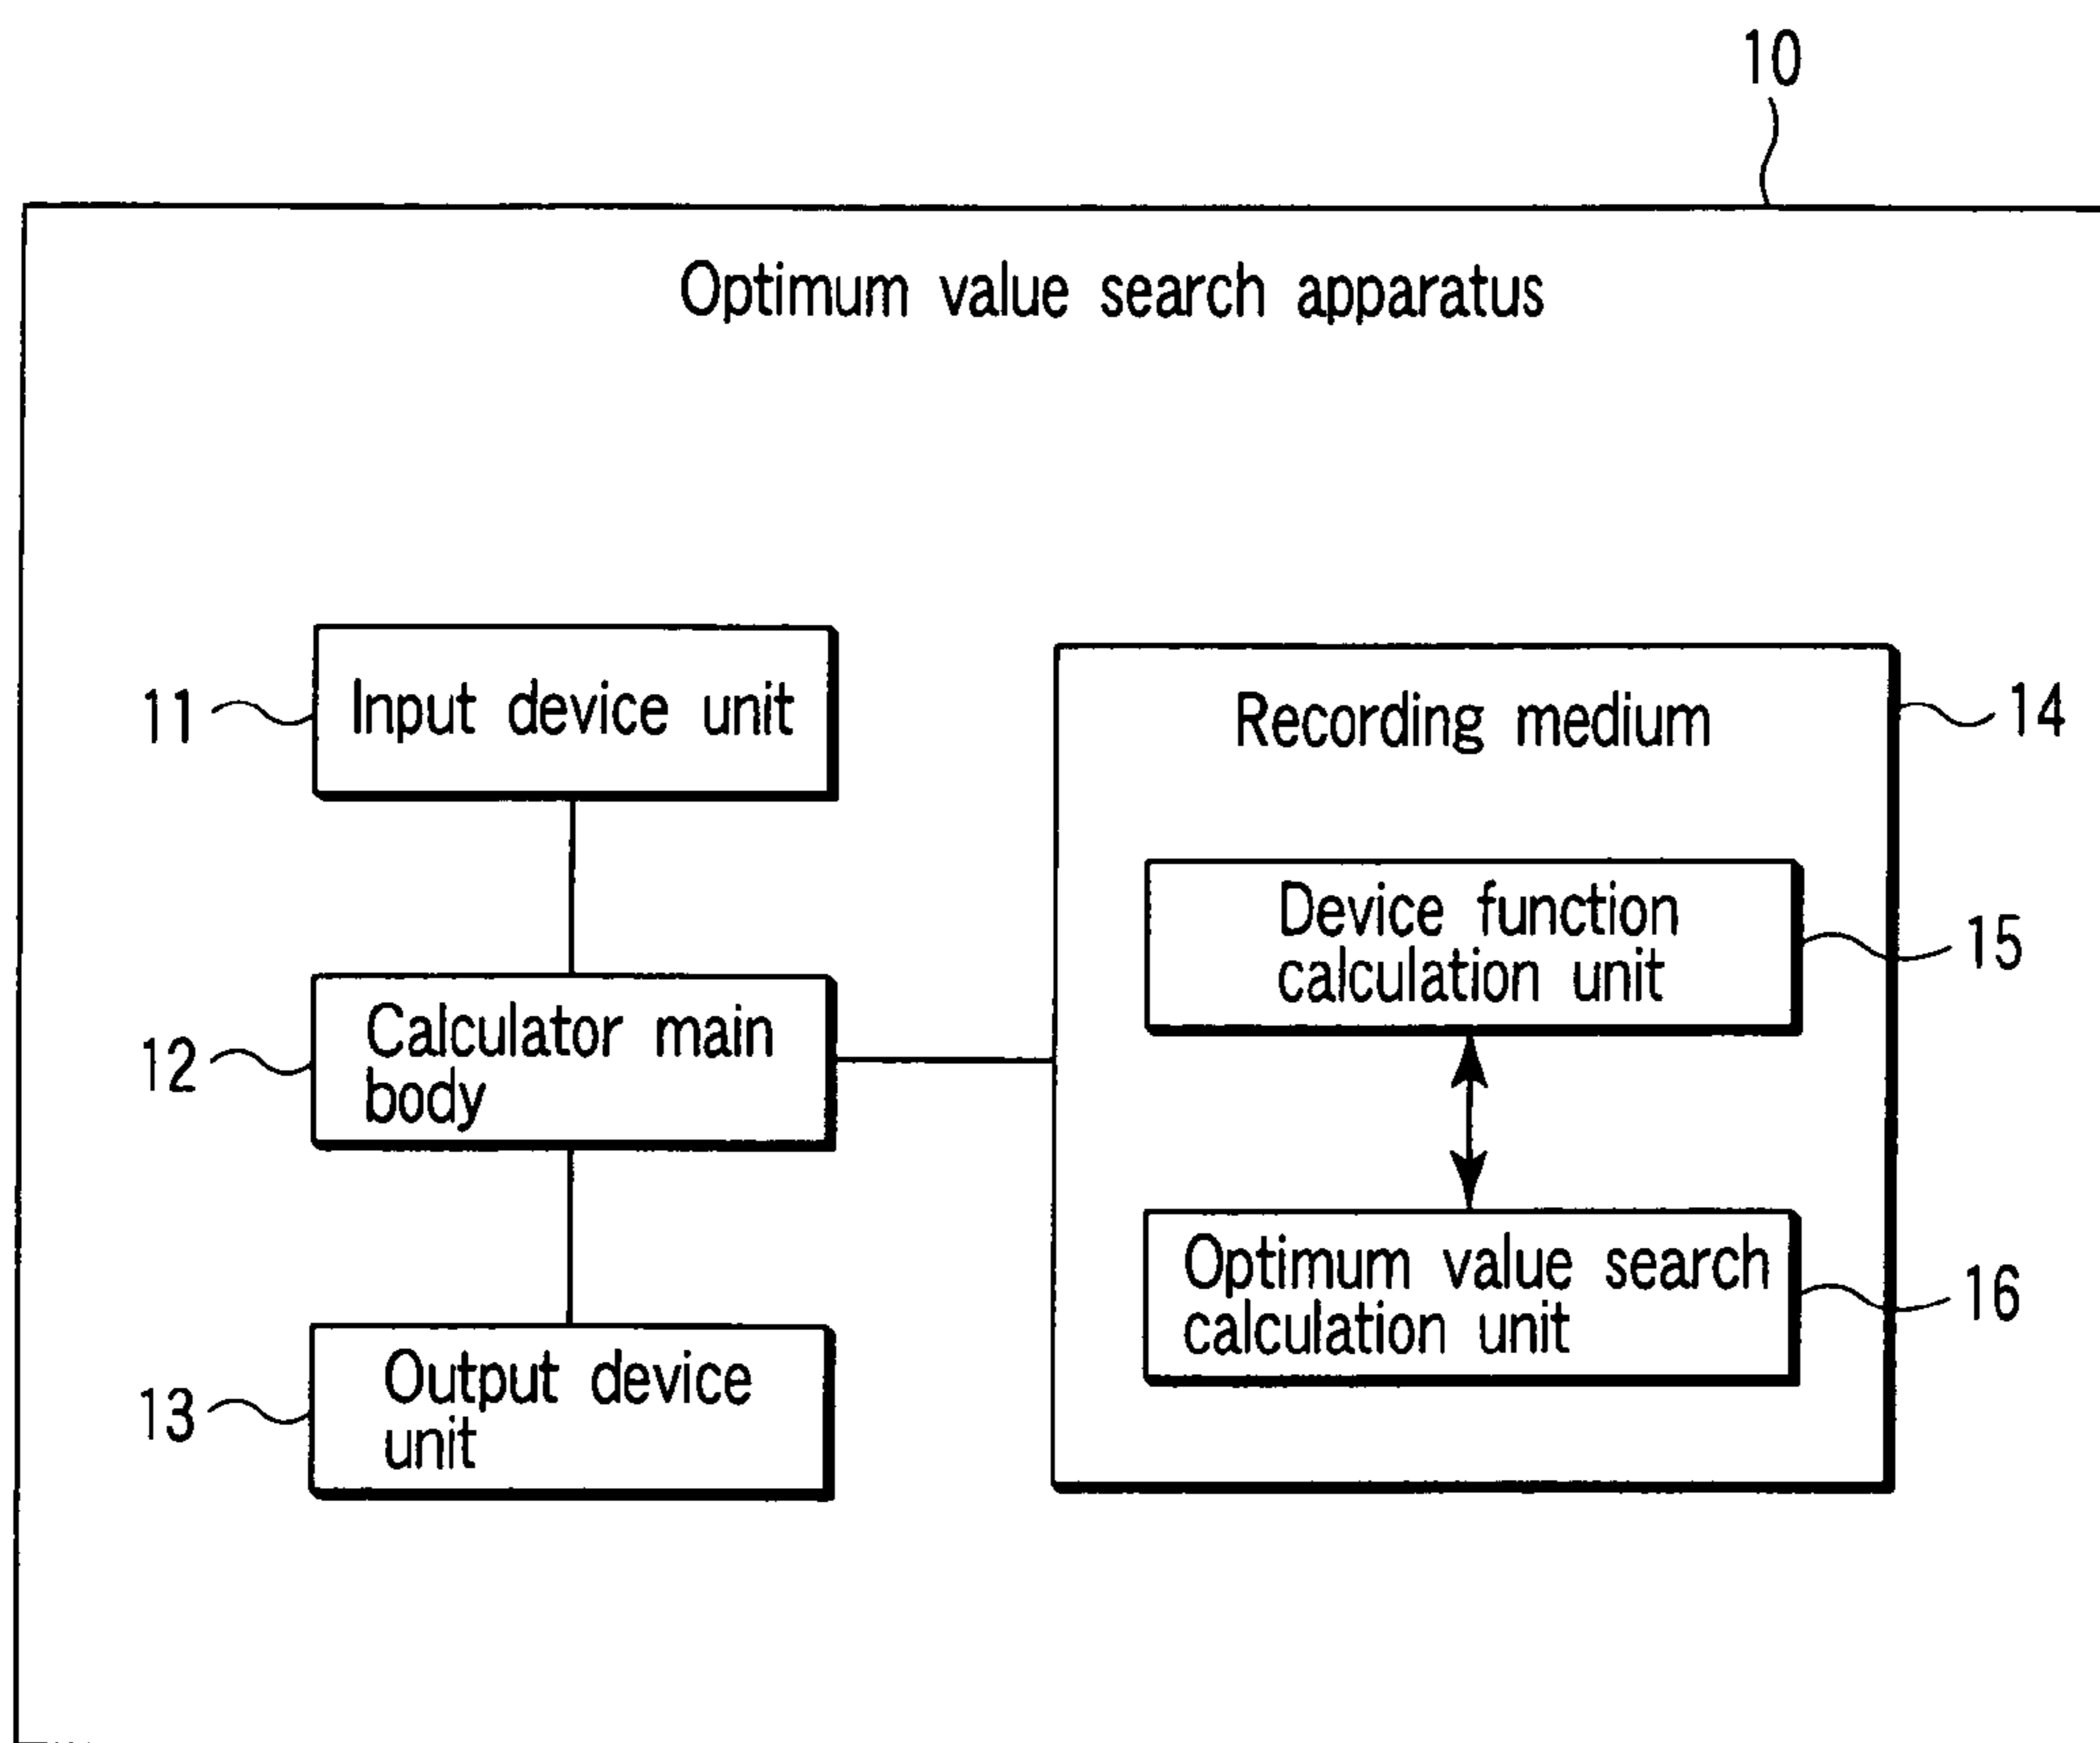 10
Optimum value search apparatus
11
Input device unit
12
Calculator main
body
13
Output device
unit
Recording medium
14
Device function
calculation unit
15
Optimum value search
calculation unit
16